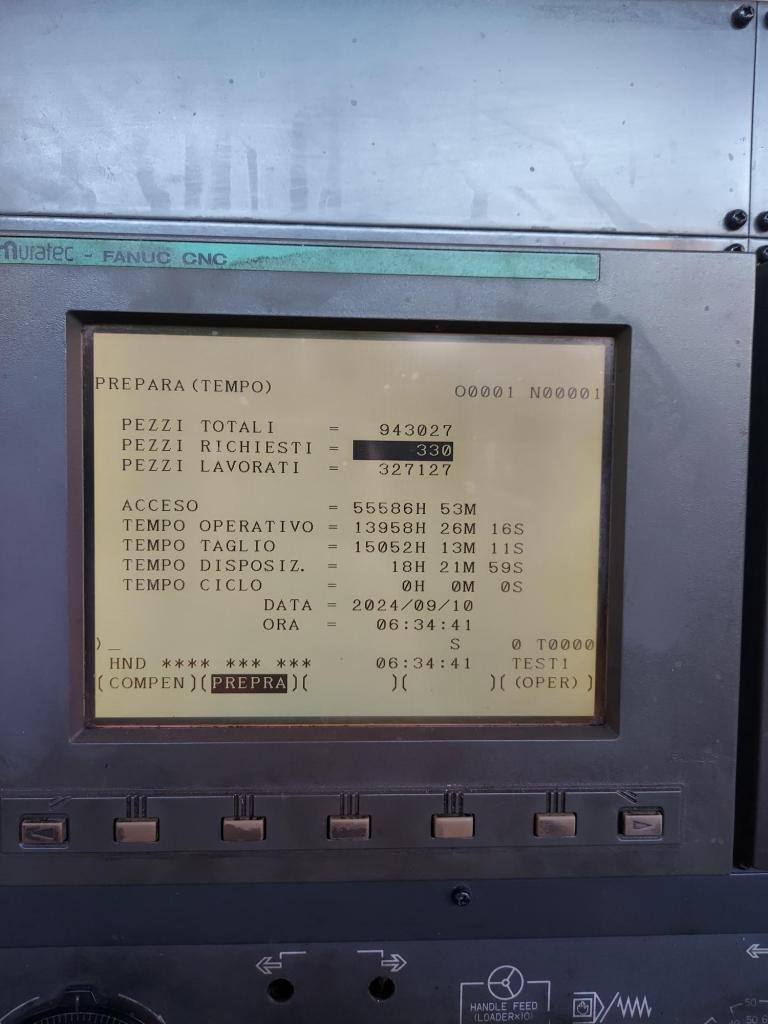 muratec - FANUC CNC
PREPARA (TEMPO) O0001 N00001
PEZZI TOTALI = 943027
PEZZI RICHIESTI = 330
PEZZI LAVORATI = 327127
ACCESO = 55586H 53M
TEMPO OPERATIVO = 13958H 26M 16S
TEMPO TAGLIO = 15052H 13M 11S
TEMPO DISPOSIZ. = 18H 21M 59S
TEMPO CICLO = 0H 0M 0S
DATA = 2024/09/10
ORA = 06:34:41
)_ S 0 T0000
HND **** *** *** 06:34:41 TEST1
(COMPEN)(PREPRA)( )( )( (OPER) )
HANDLE FEED
(LOADER×10)
50
50 6